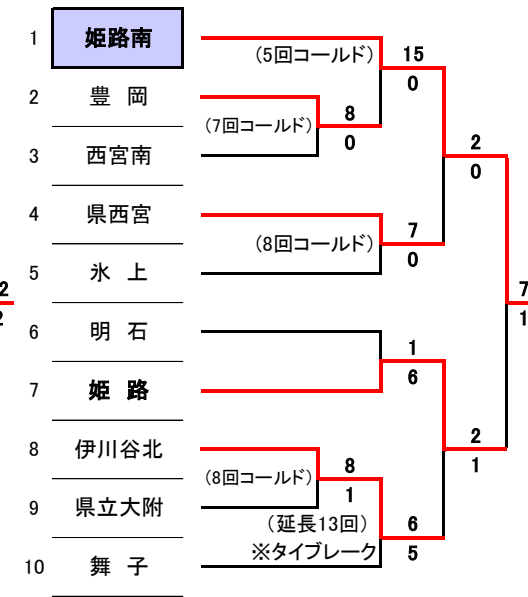 1 姫路南
(5回コールド) 15
0
2 豊 岡
(7回コールド) 8
0
3 西宮南
2
0
4 県西宮
(8回コールド) 7
0
5 氷 上
2
2
7
1
6 明 石
1
6
7 姫 路
8 伊川谷北
(8回コールド) 8
1
2
1
9 県立大附
(延長13回) 6
※タイブレーク 5
10 舞 子